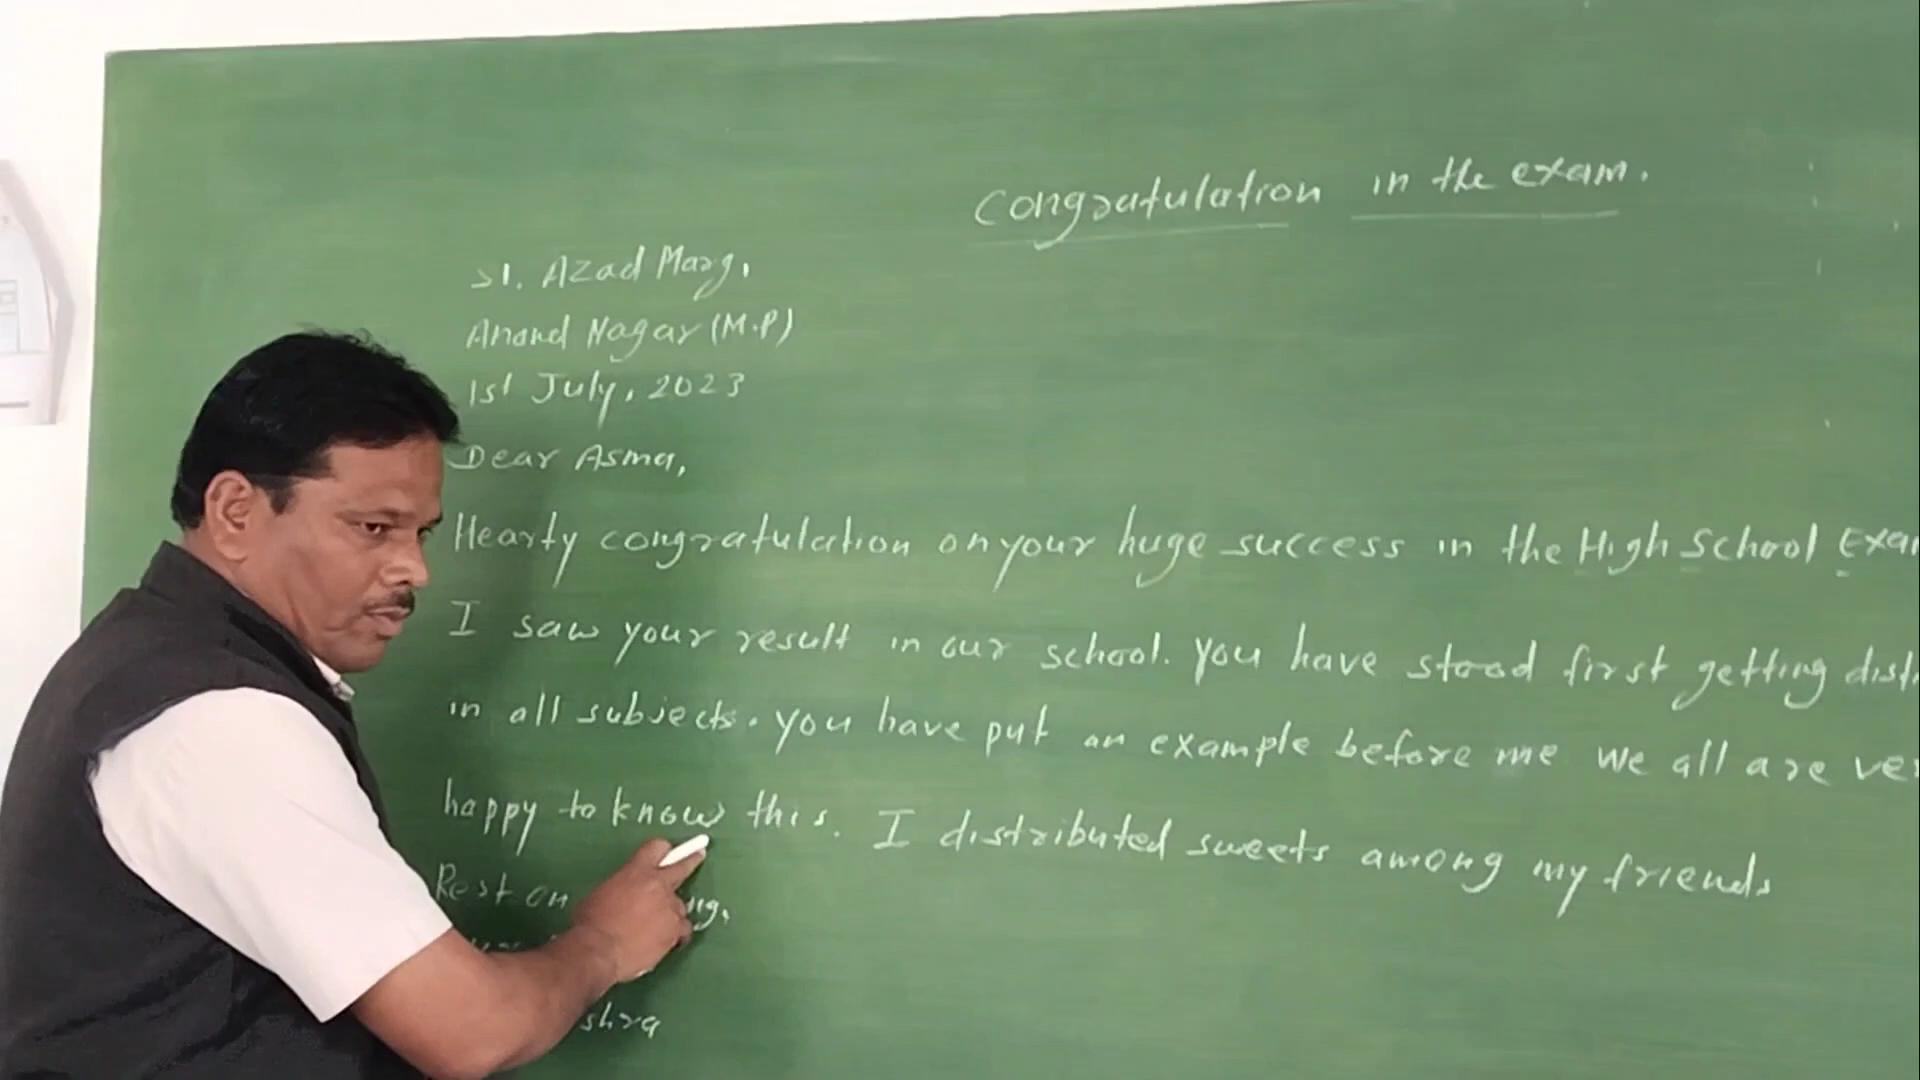 Congratulation in the exam.
51. Azad Marg,
Anand Nagar (M.P)
1st July, 2023
Dear Asma,
Hearty congratulation on your huge success in the High School Exam
I saw your result in our school. You have stood first getting
in all subjects. you have put an example before me we all are
happy to know this. I distributed sweets among my friends
Rest on